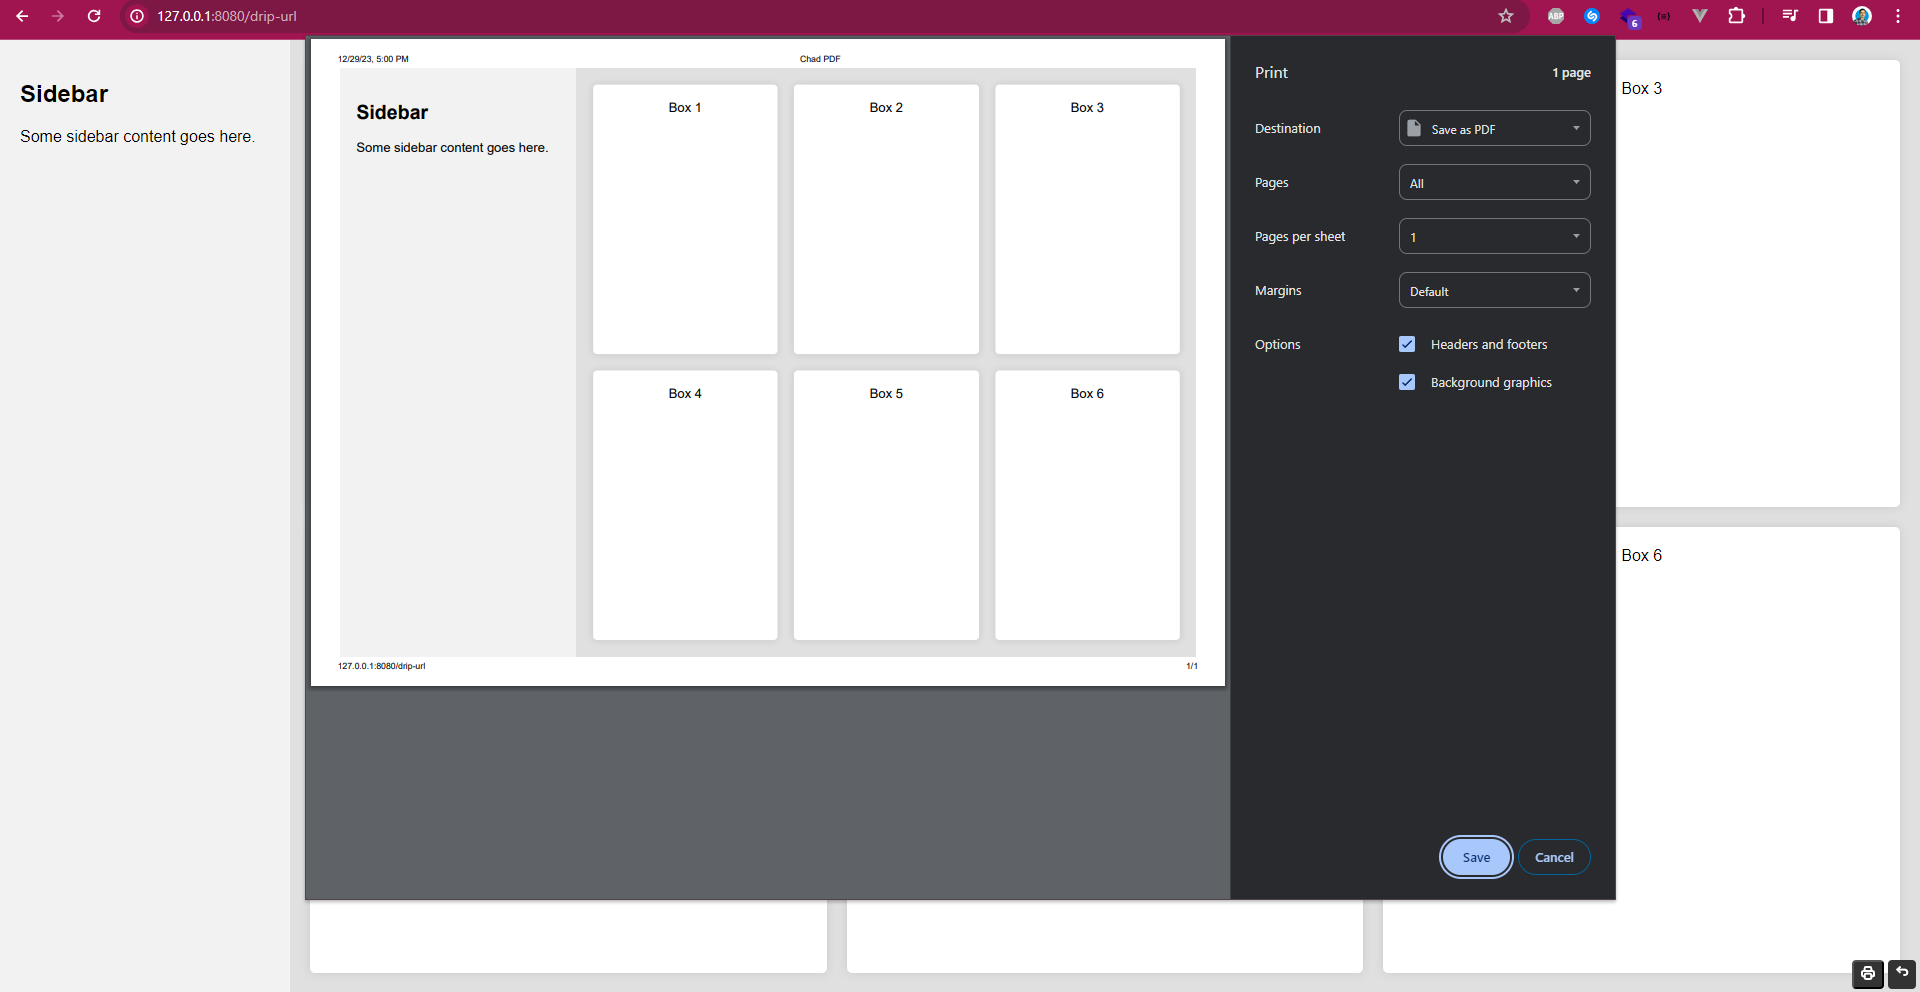 127.0.0.1:8080/drip-url
ABP
6
Sidebar
Some sidebar content goes here.
12/29/23, 5:00 PM
Chad PDF
Sidebar
Some sidebar content goes here.
Box 1
Box 2
Box 3
Box 4
Box 5
Box 6
127.0.0.1:8080/drip-url
1/1
Print
1 page
Destination
Save as PDF
Pages
All
Pages per sheet
1
Margins
Default
Options
Headers and footers
Background graphics
Save
Cancel
Box 3
Box 6